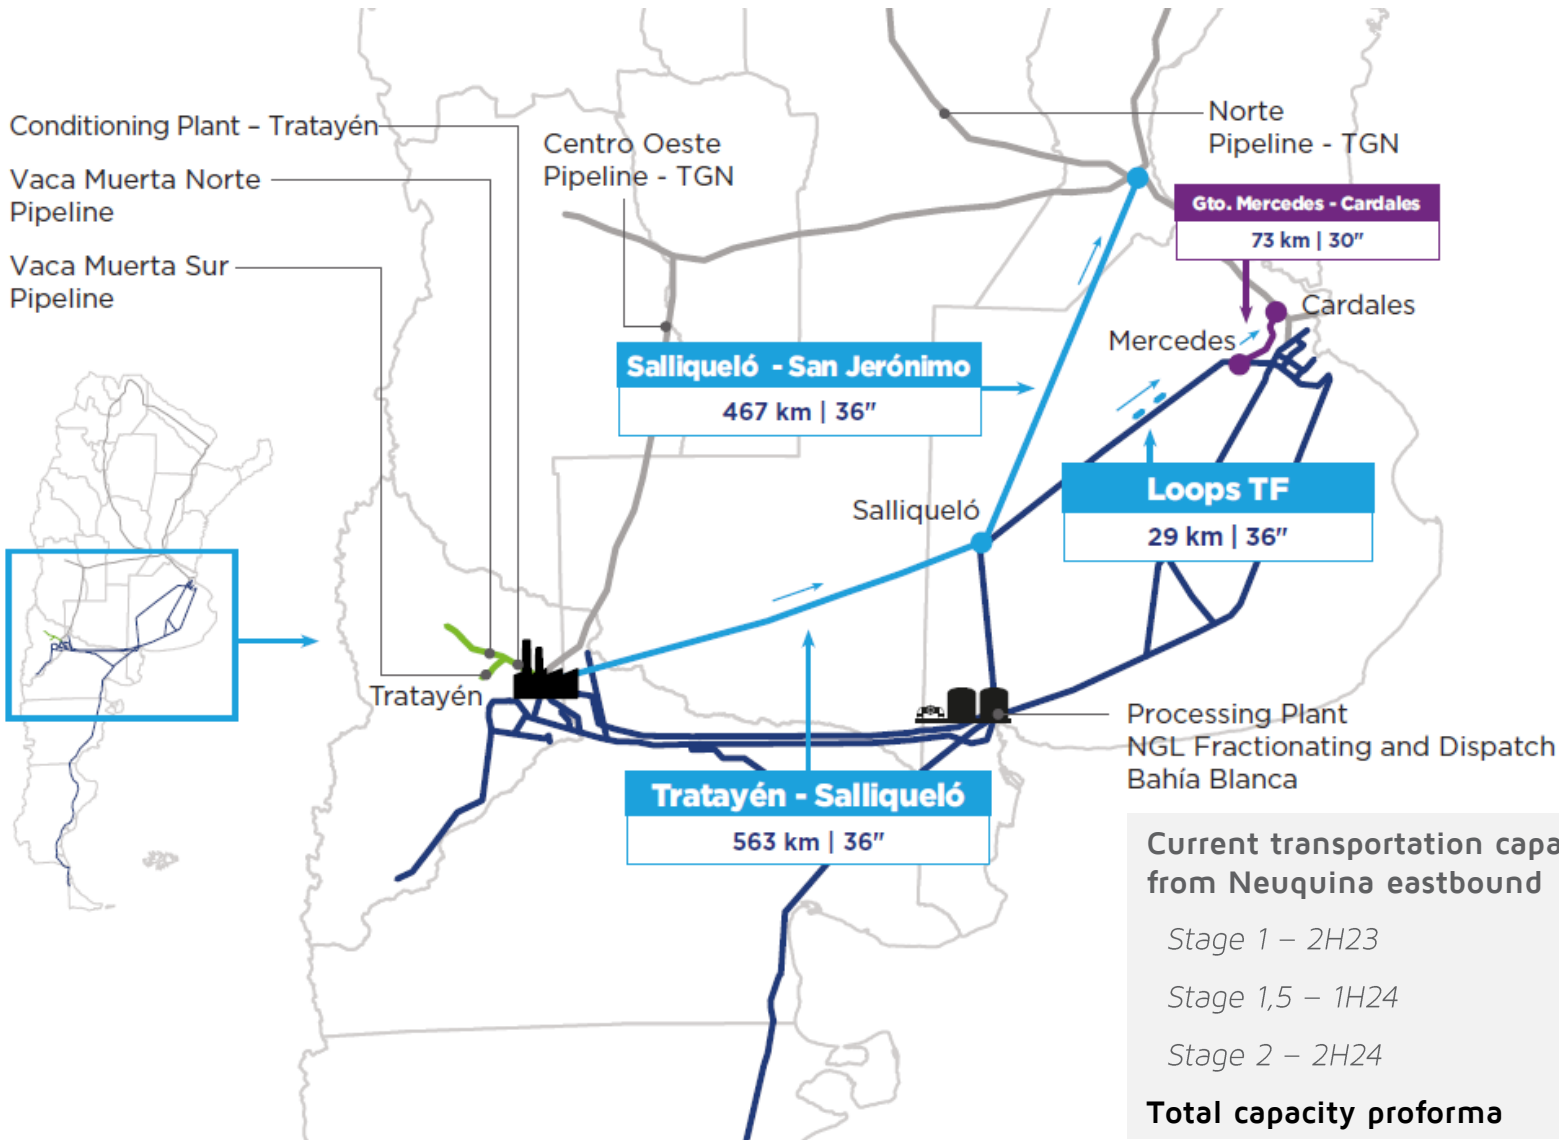 Conditioning Plant – Tratayén
Vaca Muerta Norte
Pipeline
Vaca Muerta Sur
Pipeline
Centro Oeste
Pipeline - TGN
Norte
Pipeline - TGN
Gto. Mercedes - Cardales
73 km | 30"
Cardales
Mercedes
Salliqueló - San Jerónimo
467 km | 36"
Loops TF
29 km | 36"
Salliqueló
Tratayén
Tratayén - Salliqueló
563 km | 36"
Processing Plant
NGL Fractionating and Dispatch
Bahía Blanca
Current transportation capa
from Neuquina eastbound
Stage 1 – 2H23
Stage 1,5 – 1H24
Stage 2 – 2H24
Total capacity proforma